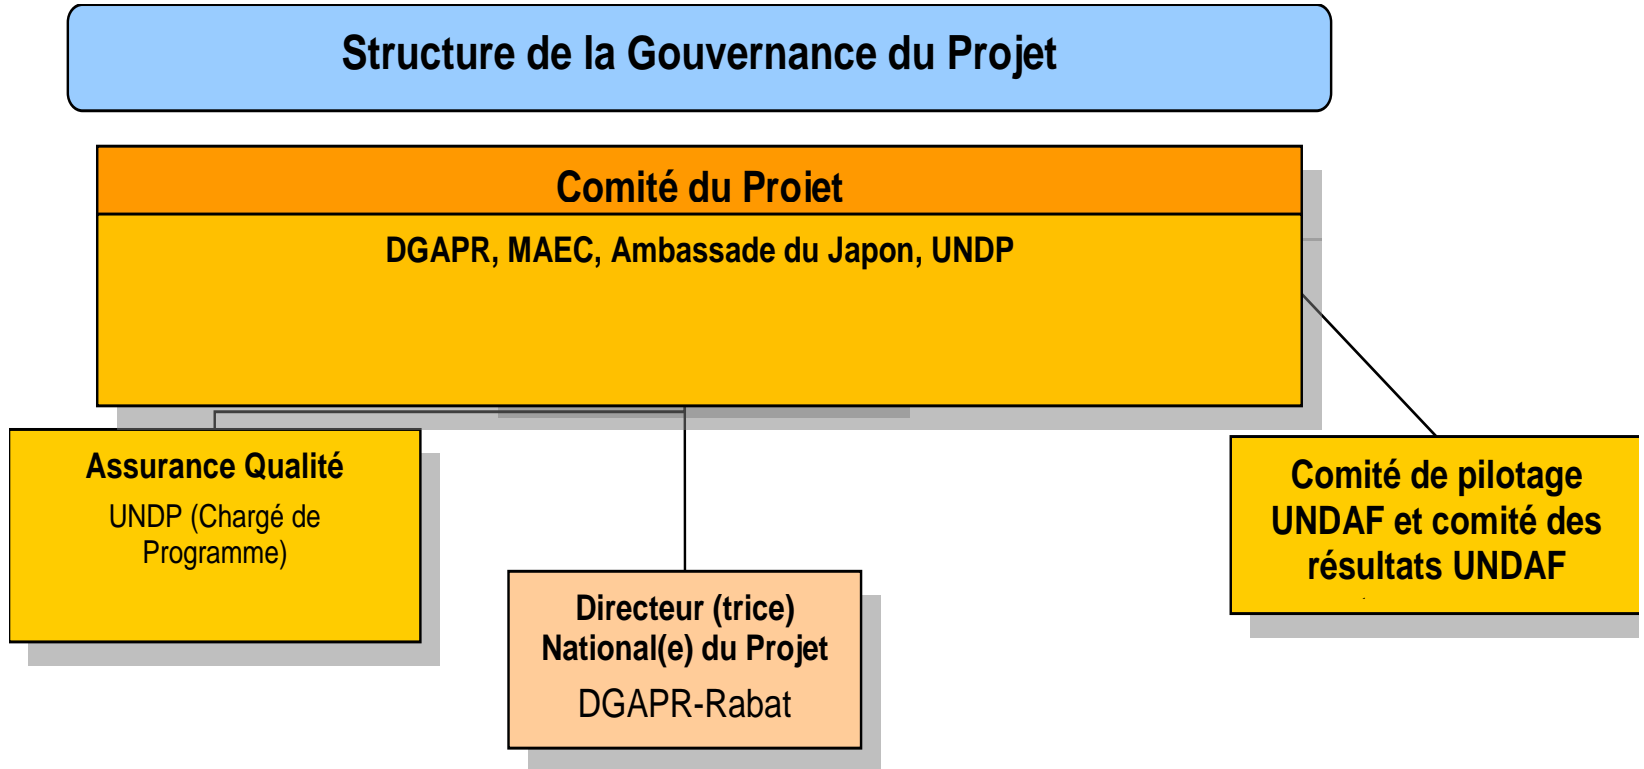 Structure de la Gouvernance du Projet
Comité du Projet
DGAPR, MAEC, Ambassade du Japon, UNDP
Assurance Qualité
UNDP (Chargé de
Programme)
Directeur (trice)
National(e) du Projet
DGAPR-Rabat
Comité de pilotage
UNDAF et comité des
résultats UNDAF